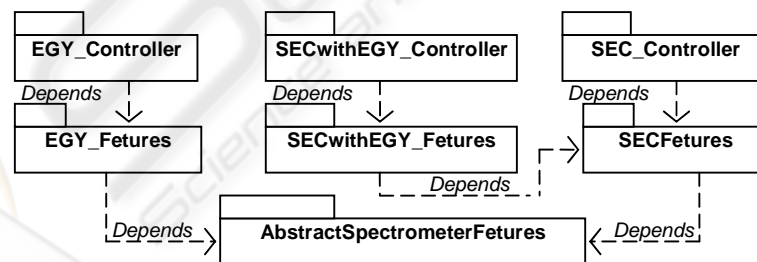 EGY_Controller
SECwithEGY_Controller
SEC_Controller
Depends
Depends
Depends
EGY_Fetures
SECwithEGY_Fetures
SECFetures
Depends
Depends
Depends
AbstractSpectrometerFetures